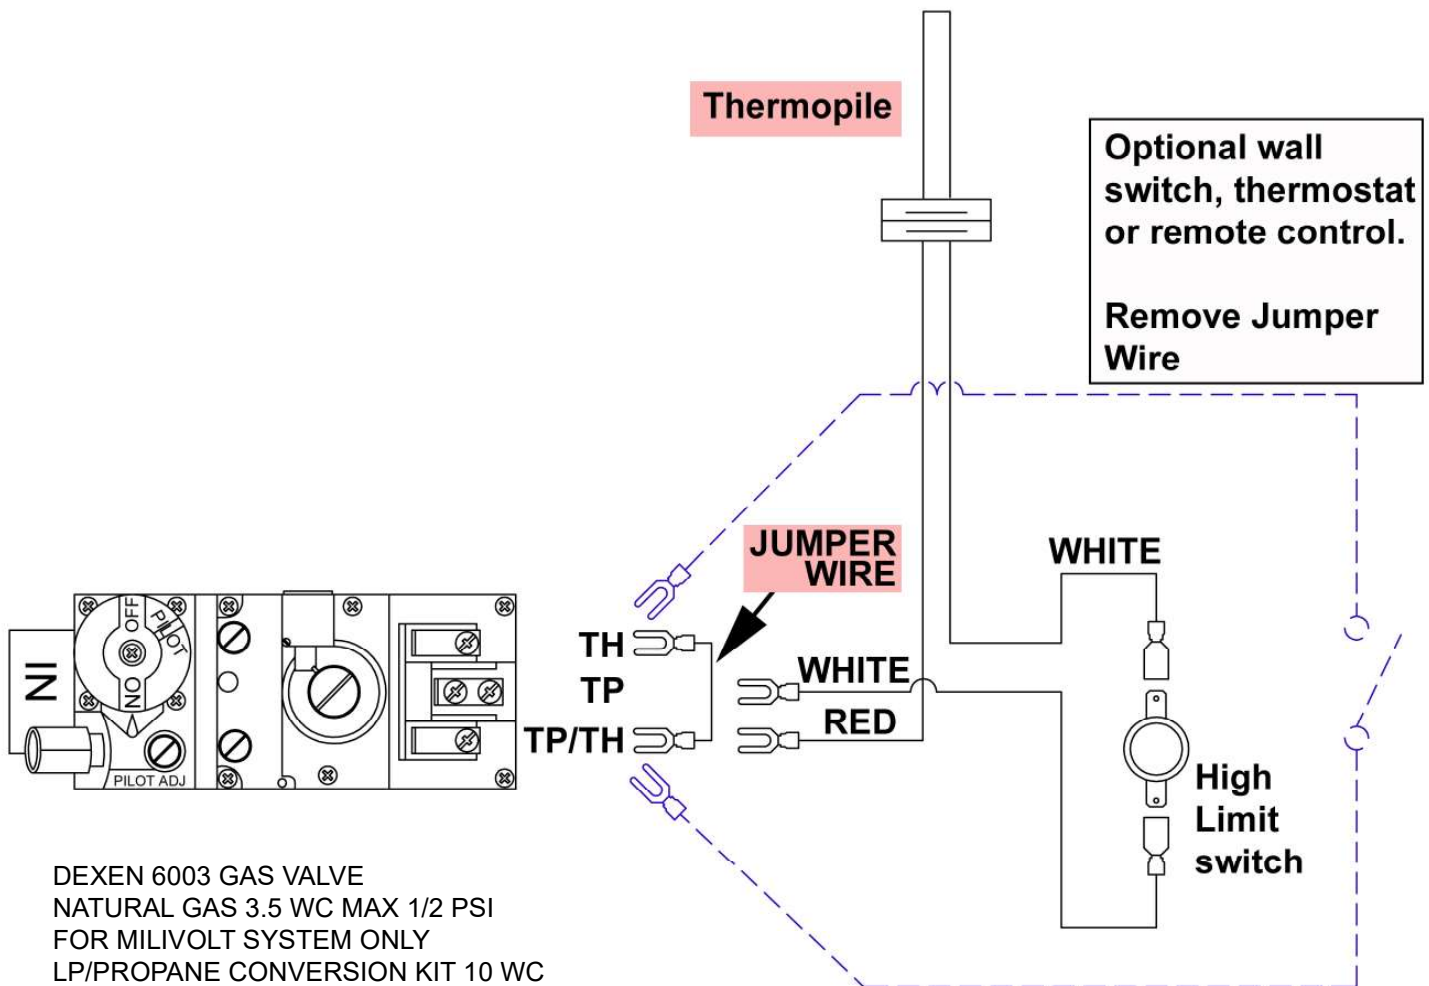 Thermopile
Optional wall
switch, thermostat
or remote control.
Remove Jumper
Wire
JUMPER
WIRE
WHITE
OFF
PILOT
ON
IN
PILOT ADJ
TH
TP
TP/TH
WHITE
RED
High
Limit
switch
DEXEN 6003 GAS VALVE
NATURAL GAS 3.5 WC MAX 1/2 PSI
FOR MILIVOLT SYSTEM ONLY
LP/PROPANE CONVERSION KIT 10 WC